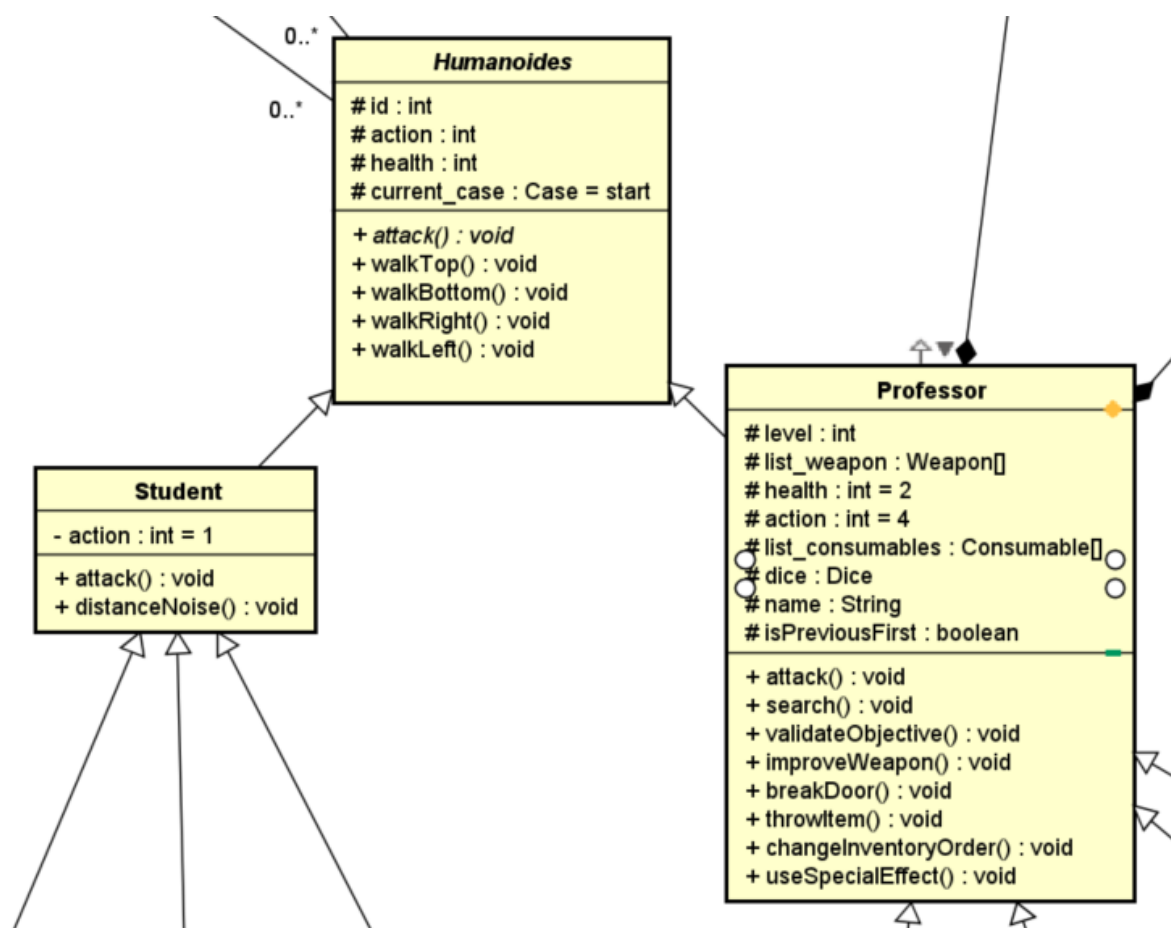 0..*
0..*
Humanoides
# id : int
# action : int
# health : int
# current_case : Case = start
+ attack() : void
+ walkTop() : void
+ walkBottom() : void
+ walkRight() : void
+ walkLeft() : void
Student
- action : int = 1
+ attack() : void
+ distanceNoise() : void
Professor
# level : int
# list_weapon : Weapon[]
# health : int = 2
# action : int = 4
# list_consumables : Consumable[]
# dice : Dice
# name : String
# isPreviousFirst : boolean
+ attack() : void
+ search() : void
+ validateObjective() : void
+ improveWeapon() : void
+ breakDoor() : void
+ throwItem() : void
+ changeInventoryOrder() : void
+ useSpecialEffect() : void